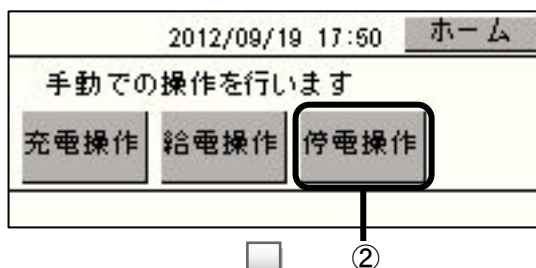 2012/09/19 17:50 ホーム
手動での操作を行います
充電操作 給電操作 停電操作
②